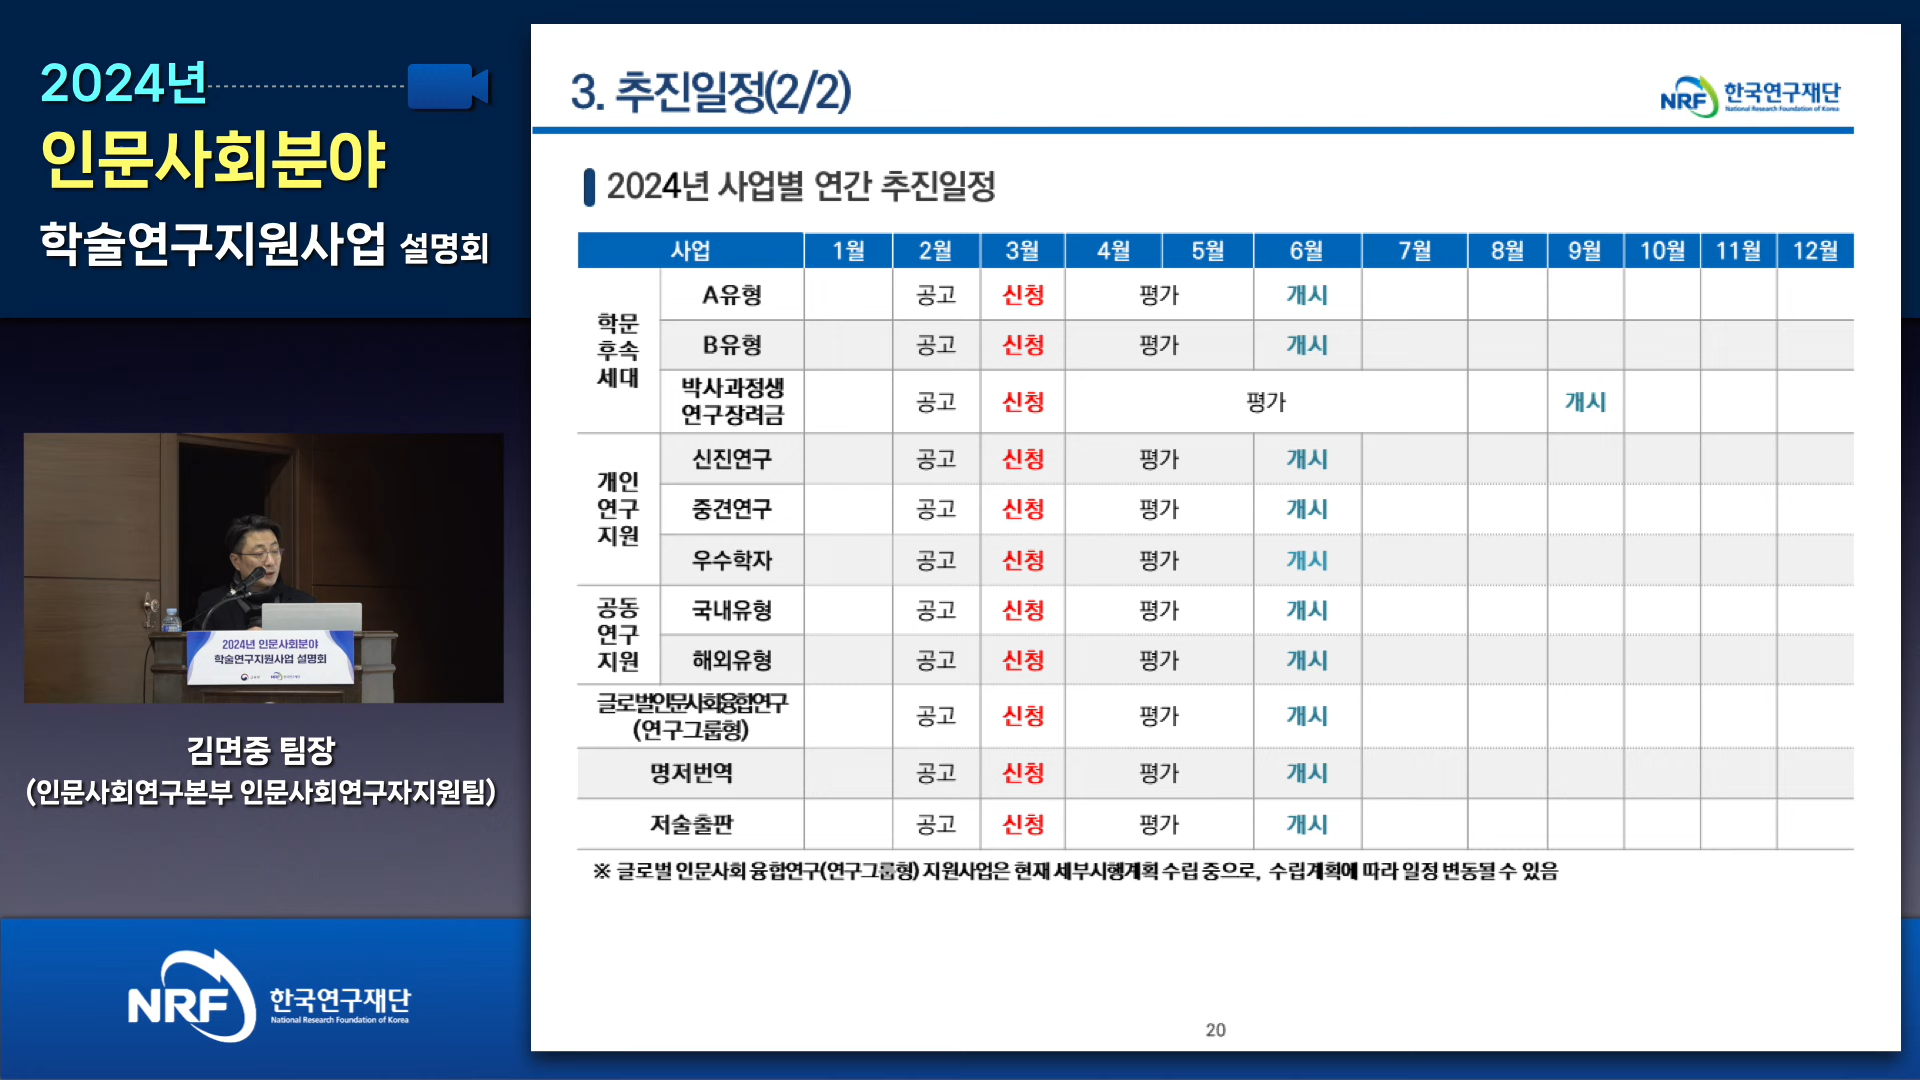 2024년
인문사회분야
학술연구지원사업 설명회
2024년 인문사회분야
학술연구지원사업 설명회
김면중 팀장
(인문사회연구본부 인문사회연구자지원팀)
NRF 한국연구재단
National Research Foundation of Korea
3. 추진일정(2/2)
NRF 한국연구재단
National Research Foundation of Korea
2024년 사업별 연간 추진일정
사업 1월 2월 3월 4월 5월 6월 7월 8월 9월 10월 11월 12월
학문
후속
세대
A유형 공고 신청 평가 개시
B유형 공고 신청 평가 개시
박사과정생
연구장려금 공고 신청 평가 개시
개인
연구
지원
신진연구 공고 신청 평가 개시
중견연구 공고 신청 평가 개시
우수학자 공고 신청 평가 개시
공동
연구
지원
국내유형 공고 신청 평가 개시
해외유형 공고 신청 평가 개시
글로벌인문사회융합연구
(연구그룹형) 공고 신청 평가 개시
명저번역 공고 신청 평가 개시
저술출판 공고 신청 평가 개시
※ 글로벌 인문사회 융합연구(연구그룹형) 지원사업은 현재 세부시행계획 수립 중으로, 수립계획에 따라 일정 변동될 수 있음
20